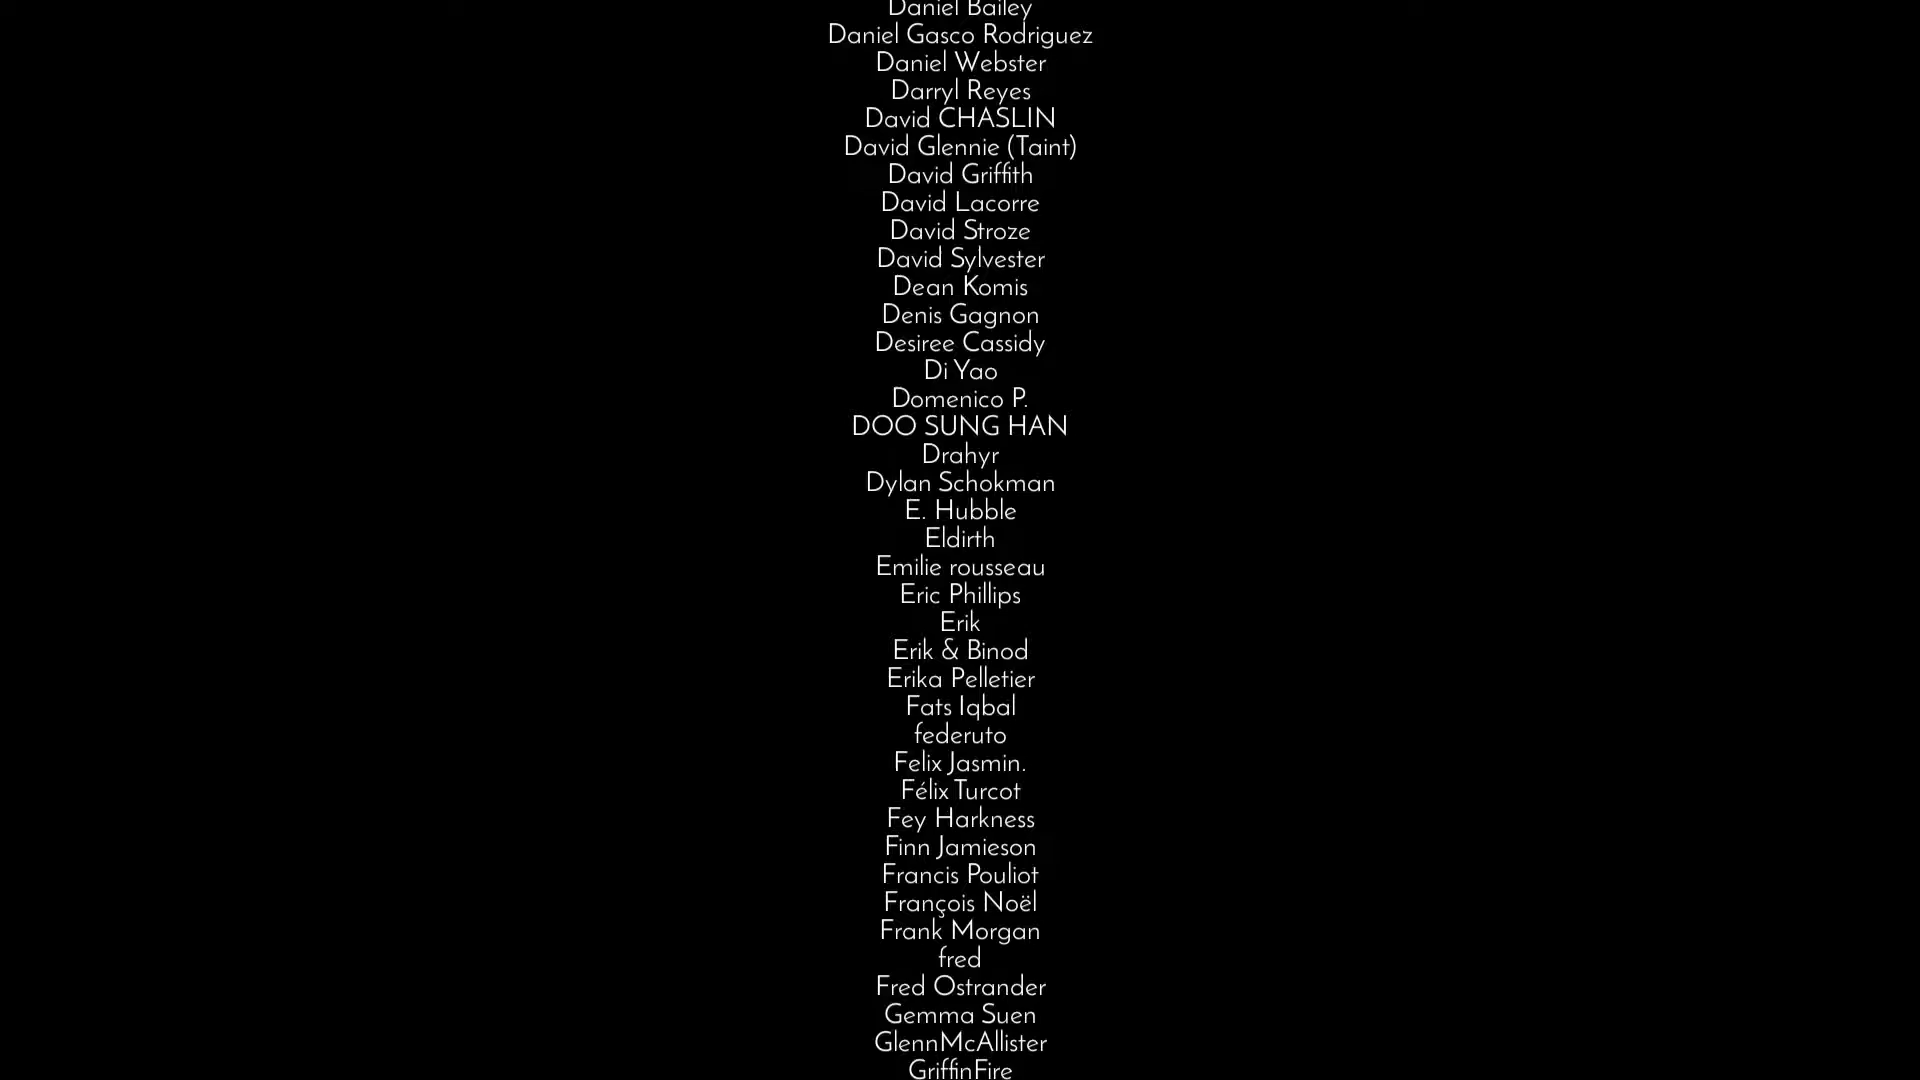 Daniel Bailey
Daniel Gasco Rodriguez
Daniel Webster
Darryl Reyes
David CHASLIN
David Glennie (Taint)
David Griffith
David Lacorre
David Stroze
David Sylvester
Dean Komis
Denis Gagnon
Desiree Cassidy
Di Yao
Domenico P.
DOO SUNG HAN
Drahyr
Dylan Schokman
E. Hubble
Eldirth
Emilie rousseau
Eric Phillips
Erik
Erik & Binod
Erika Pelletier
Fats Iqbal
federuto
Felix Jasmin.
Félix Turcot
Fey Harkness
Finn Jamieson
Francis Pouliot
François Noël
Frank Morgan
fred
Fred Ostrander
Gemma Suen
GlennMcAllister
GriffinFire